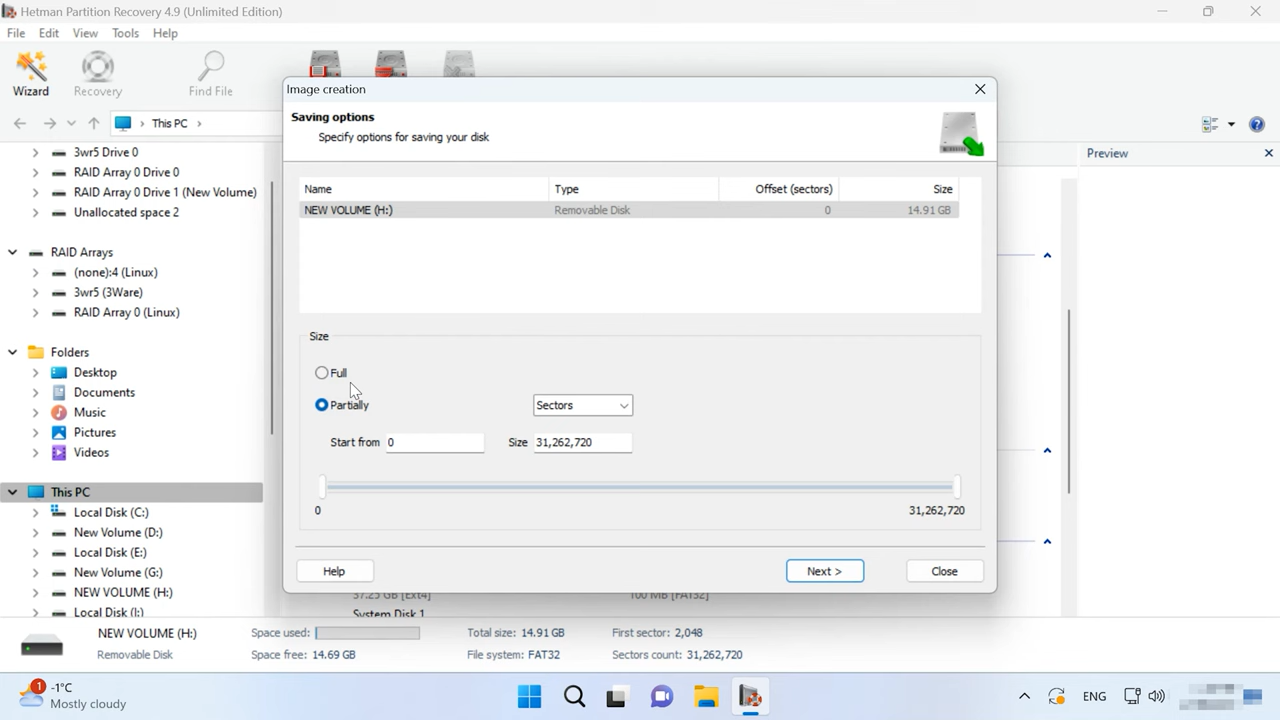 Hetman Partition Recovery 4.9 (Unlimited Edition)
File Edit View Tools Help
Wizard Recovery Find File
This PC
Image creation
Saving options
Specify options for saving your disk
Name Type Offset (sectors) Size
NEW VOLUME (H:) Removable Disk 0 14.91 GB
Size
Full
Partially Sectors
Start from 0 Size 31,262,720
0 31,262,720
Help Next > Close
3wr5 Drive 0
RAID Array 0 Drive 0
RAID Array 0 Drive 1 (New Volume)
Unallocated space 2
RAID Arrays
(none):4 (Linux)
3wr5 (3Ware)
RAID Array 0 (Linux)
Folders
Desktop
Documents
Music
Pictures
Videos
This PC
Local Disk (C:)
New Volume (D:)
Local Disk (E:)
New Volume (G:)
NEW VOLUME (H:)
Local Disk (I:)
Preview
37.25 GB [Ext4] 100 MB [FAT32]
System Disk 1
NEW VOLUME (H:) Space used: Total size: 14.91 GB First sector: 2,048
Removable Disk Space free: 14.69 GB File system: FAT32 Sectors count: 31,262,720
1 -1°C
Mostly cloudy
ENG